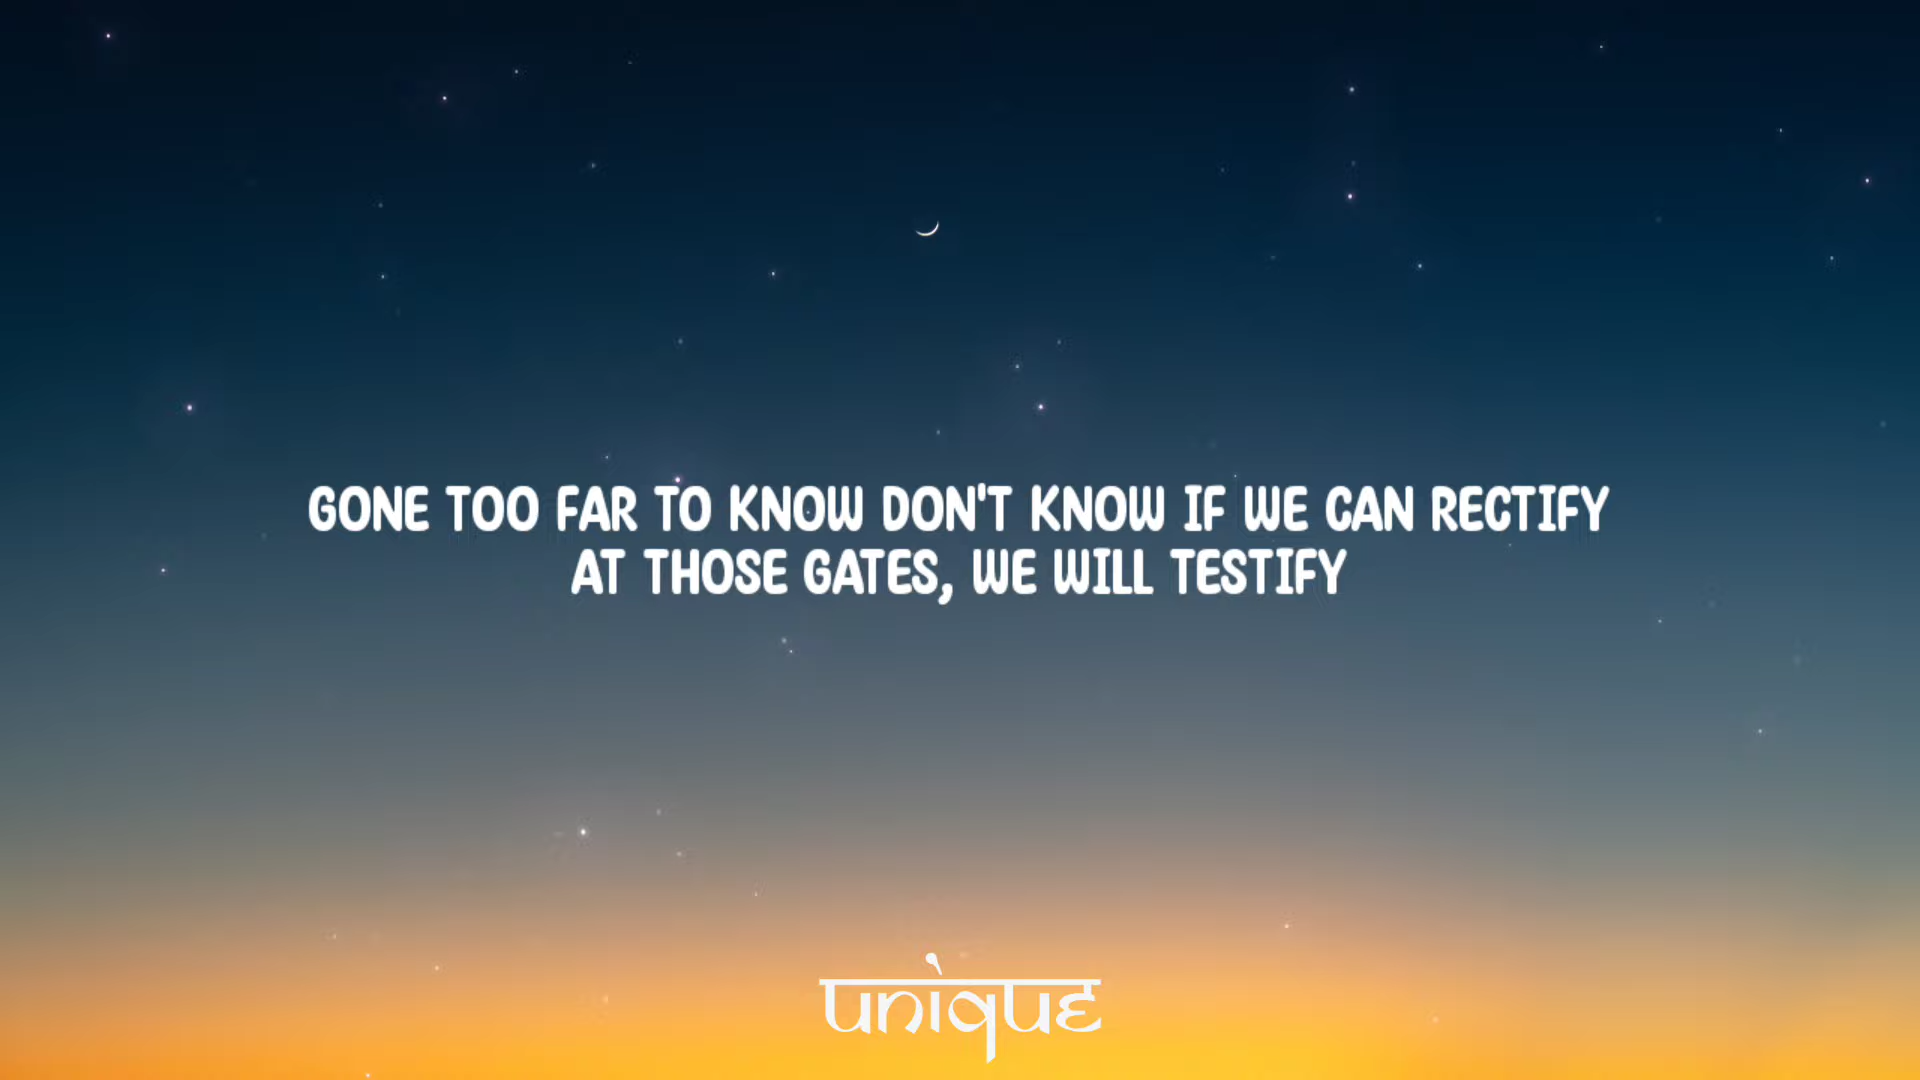 GONE TOO FAR TO KNOW DON'T KNOW IF WE CAN RECTIFY
AT THOSE GATES, WE WILL TESTIFY
unique